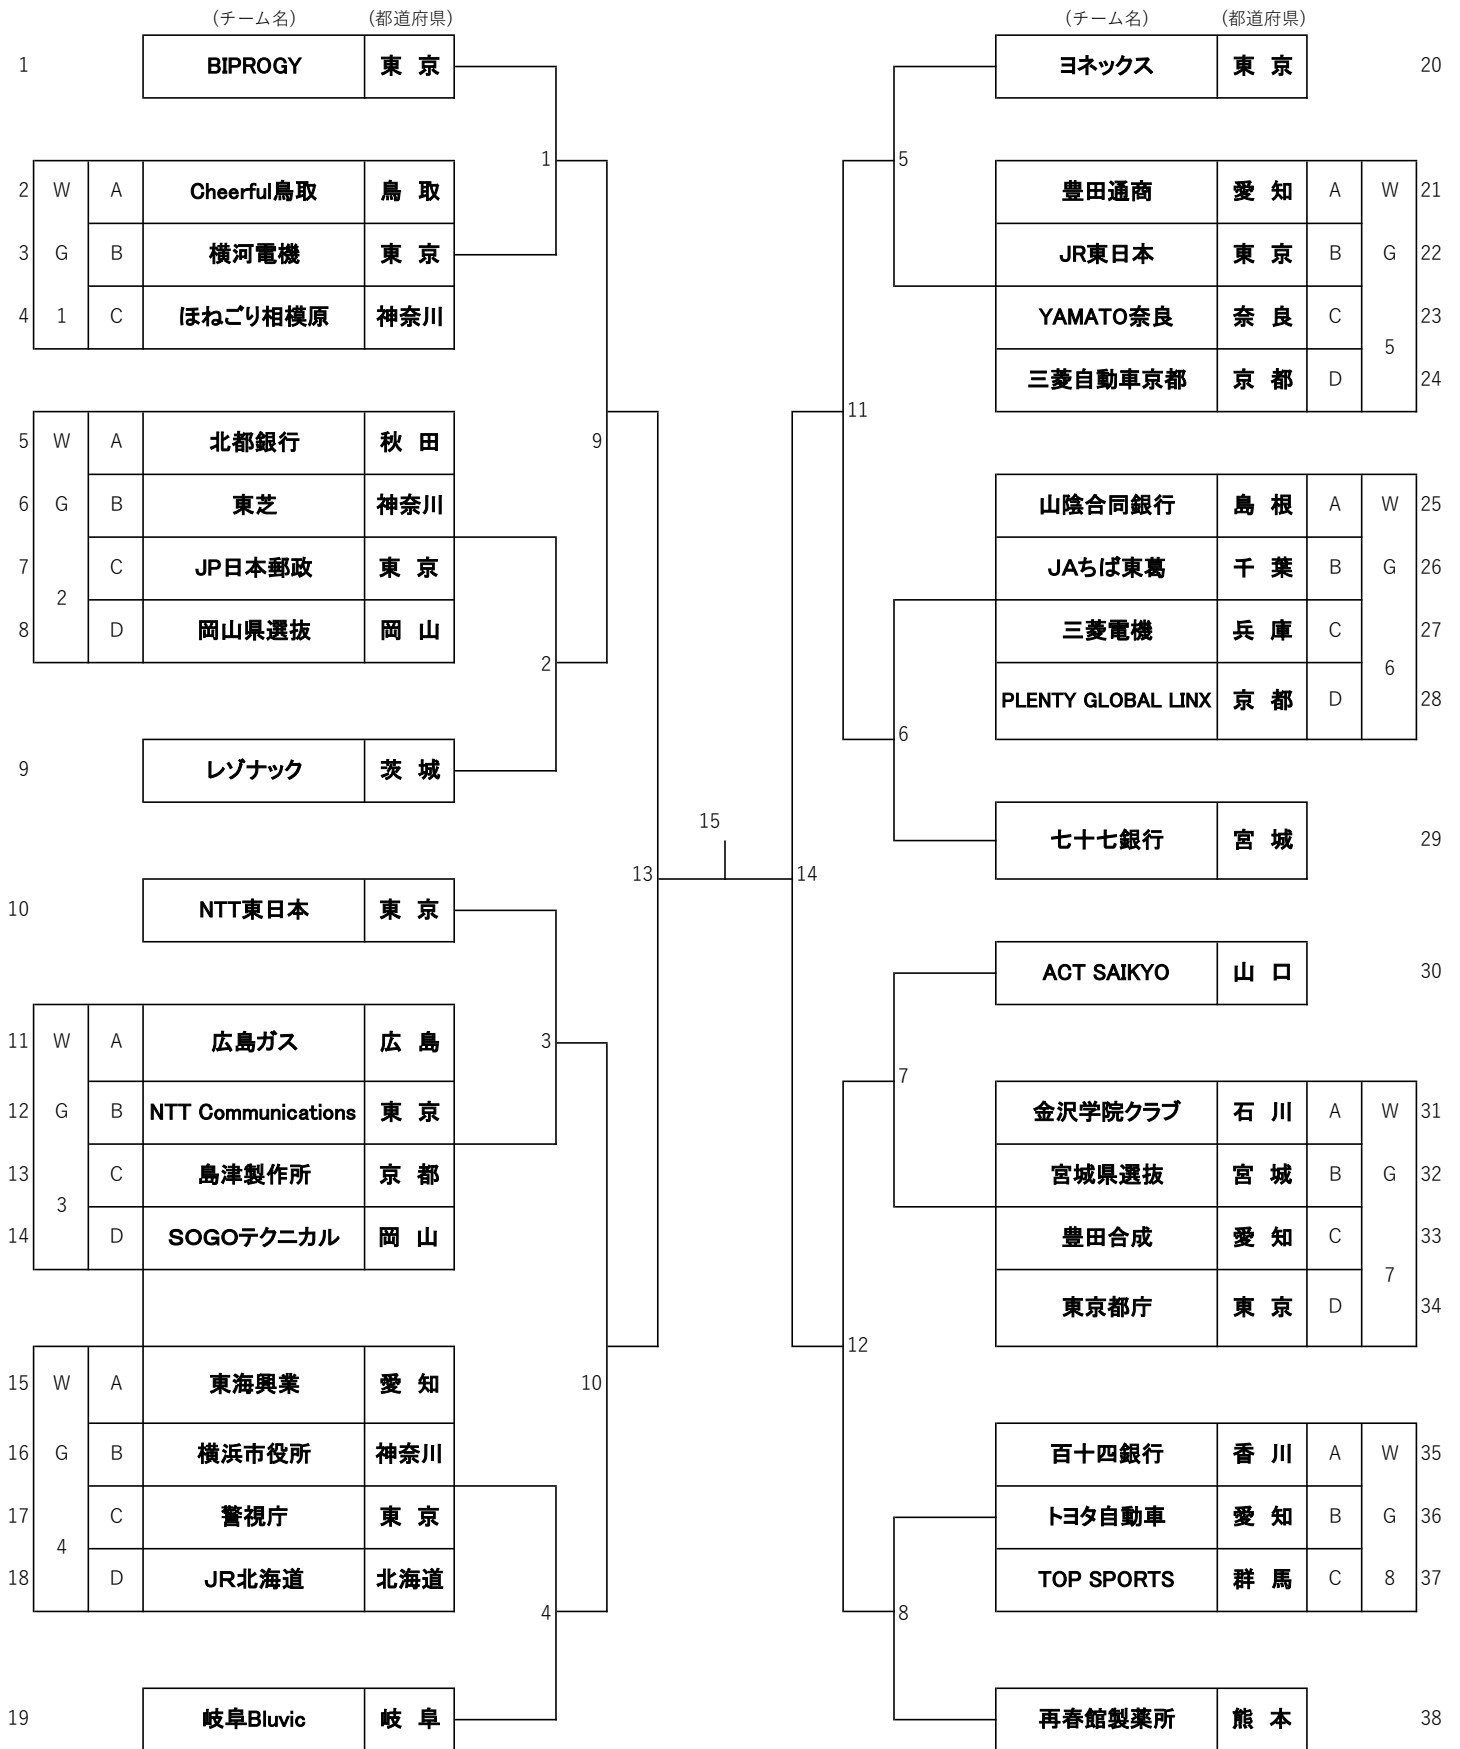 (チーム名) (都道府県)
1 BIPROGY 東 京
1
2 W A Cheerful鳥取 鳥 取
3 G B 横河電機 東 京
4 1 C ほねごり相模原 神奈川
5 W A 北都銀行 秋 田
9
6 G B 東芝 神奈川
7 C JP日本郵政 東 京
2
8 D 岡山県選抜 岡 山
2
9 レゾナック 茨 城
15
13
10 NTT東日本 東 京
11 W A 広島ガス 広 島
3
12 G B NTT Communications 東 京
13 C 島津製作所 京 都
3
14 D SOGOテクニカル 岡 山
15 W A 東海興業 愛 知
10
16 G B 横浜市役所 神奈川
17 C 警視庁 東 京
4
18 D JR北海道 北海道
4
19 岐阜Bluvic 岐 阜
(チーム名) (都道府県)
ヨネックス 東 京 20
5
豊田通商 愛 知 A W 21
JR東日本 東 京 B G 22
YAMATO奈良 奈 良 C 23
5
三菱自動車京都 京 都 D 24
11
山陰合同銀行 島 根 A W 25
JAちば東葛 千 葉 B G 26
三菱電機 兵 庫 C 27
6
PLENTY GLOBAL LINX 京 都 D 28
6
七十七銀行 宮 城 29
14
ACT SAIKYO 山 口 30
7
金沢学院クラブ 石 川 A W 31
宮城県選抜 宮 城 B G 32
豊田合成 愛 知 C 33
7
東京都庁 東 京 D 34
12
百十四銀行 香 川 A W 35
トヨタ自動車 愛 知 B G 36
TOP SPORTS 群 馬 C 8 37
8
再春館製薬所 熊 本 38